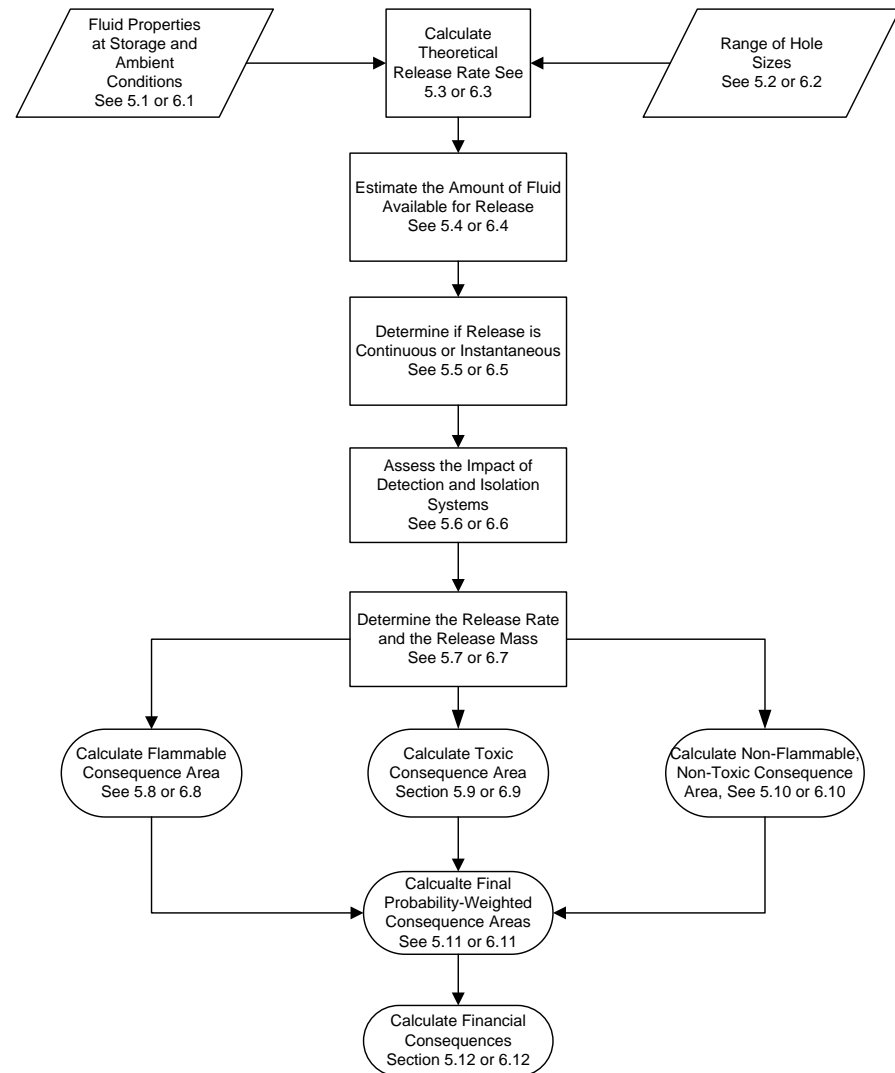 Fluid Properties
at Storage and
Ambient
Conditions
See 5.1 or 6.1
Calculate
Theoretical
Release Rate See
5.3 or 6.3
Range of Hole
Sizes
See 5.2 or 6.2
Estimate the Amount of Fluid
Available for Release
See 5.4 or 6.4
Determine if Release is
Continuous or Instantaneous
See 5.5 or 6.5
Assess the Impact of
Detection and Isolation
Systems
See 5.6 or 6.6
Determine the Release Rate
and the Release Mass
See 5.7 or 6.7
Calculate Flammable
Consequence Area
See 5.8 or 6.8
Calculate Toxic
Consequence Area
Section 5.9 or 6.9
Calculate Non-Flammable,
Non-Toxic Consequence
Area, See 5.10 or 6.10
Calcualte Final
Probability-Weighted
Consequence Areas
See 5.11 or 6.11
Calculate Financial
Consequences
Section 5.12 or 6.12